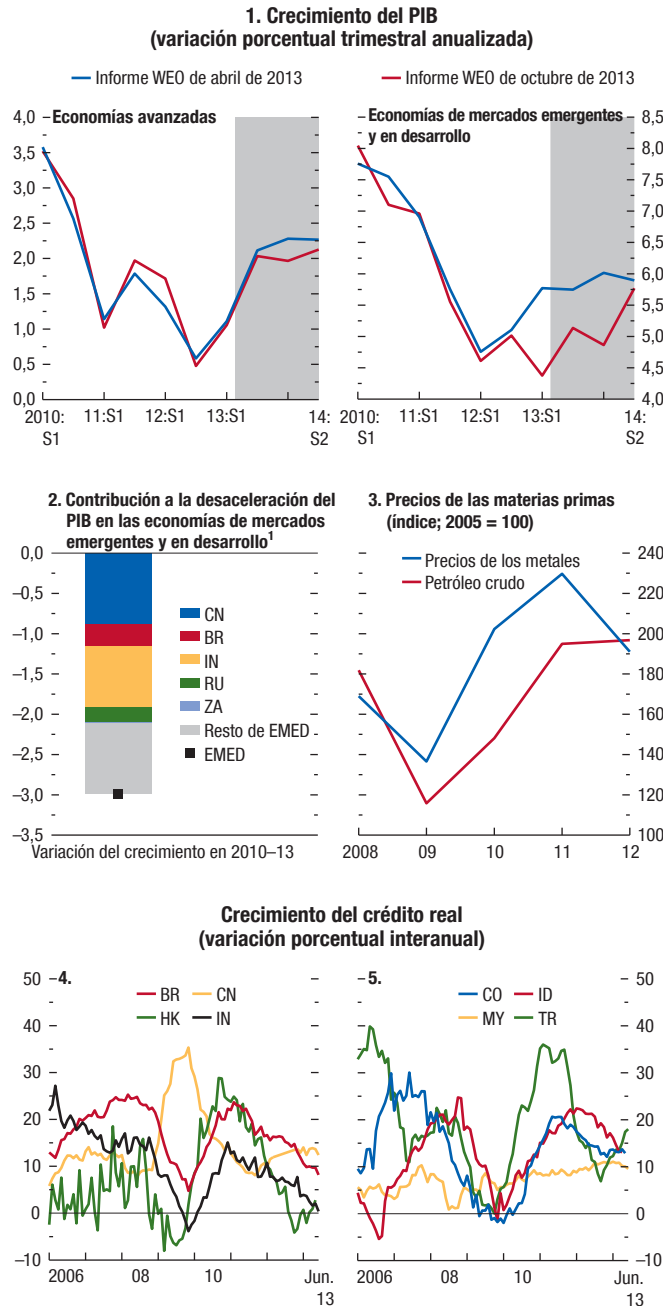 1. Crecimiento del PIB
(variación porcentual trimestral anualizada)
Informe WEO de abril de 2013
Informe WEO de octubre de 2013
4,0
3,5
3,0
2,5
2,0
1,5
1,0
0,5
0,0
Economías avanzadas
2010:
S1
11:S1
12:S1
13:S1
14:
S2
Economías de mercados emergentes
y en desarrollo
8,5
8,0
7,5
7,0
6,5
6,0
5,5
5,0
4,5
4,0
2010:
S1
11:S1
12:S1
13:S1
14:
S2
2. Contribución a la desaceleración del
PIB en las economías de mercados
emergentes y en desarrollo1
0,0
–0,5
–1,0
–1,5
–2,0
–2,5
–3,0
–3,5
CN
BR
IN
RU
ZA
Resto de EMED
EMED
Variación del crecimiento en 2010–13
3. Precios de las materias primas
(índice; 2005 = 100)
Precios de los metales
Petróleo crudo
240
220
200
180
160
140
120
100
2008
09
10
11
12
Crecimiento del crédito real
(variación porcentual interanual)
4.
BR
CN
HK
IN
50
40
30
20
10
0
–10
2006
08
10
Jun.
13
5.
CO
ID
MY
TR
50
40
30
20
10
0
–10
2006
08
10
Jun.
13